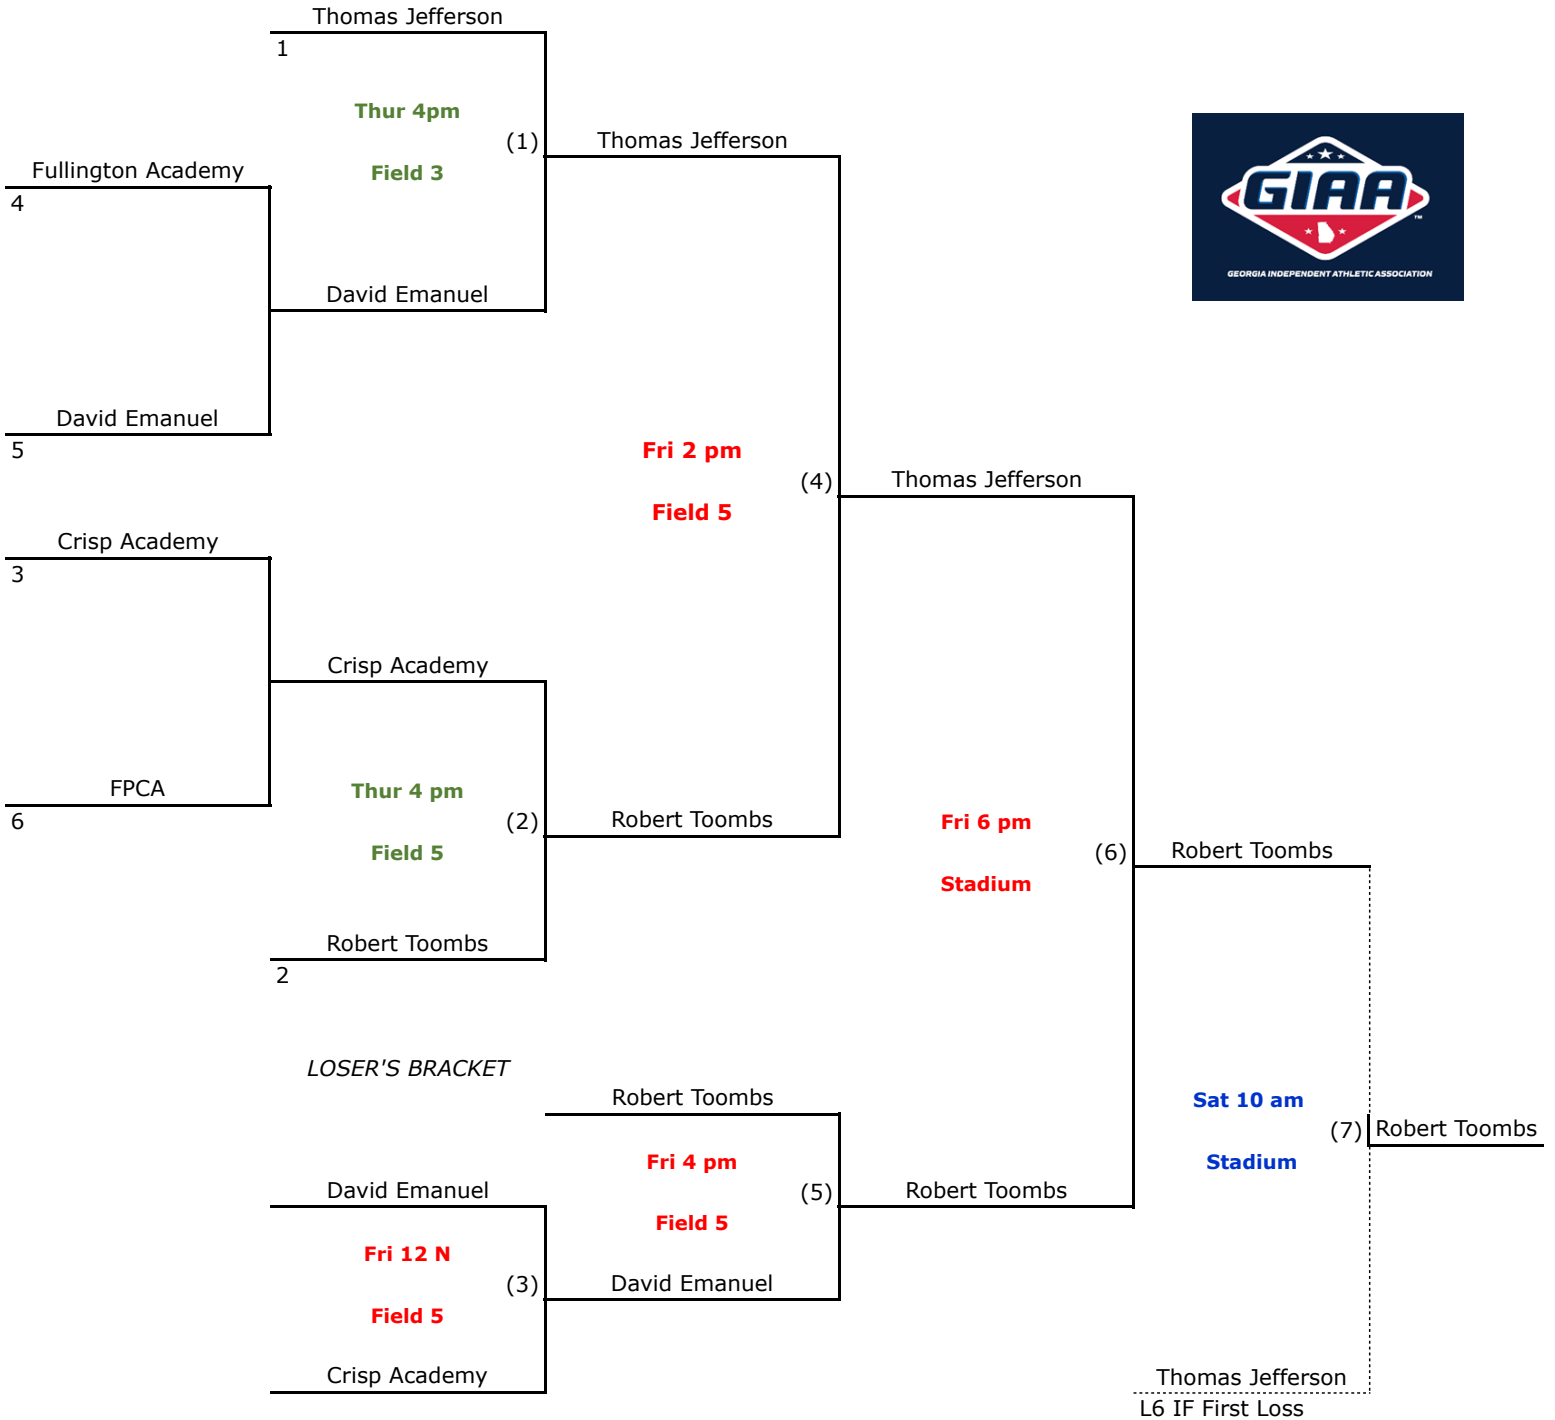 Thomas Jefferson
1
Thur 4pm
(1)
Thomas Jefferson
Fullington Academy
Field 3
4
David Emanuel
David Emanuel
5
Fri 2 pm
(4)
Thomas Jefferson
Field 5
Crisp Academy
3
Crisp Academy
FPCA
6
Thur 4 pm
(2)
Robert Toombs
Field 5
Robert Toombs
2
Fri 6 pm
(6)
Robert Toombs
Stadium
LOSER'S BRACKET
Robert Toombs
David Emanuel
Fri 4 pm
(5)
Robert Toombs
Field 5
Fri 12 N
(3)
David Emanuel
Field 5
Crisp Academy
Sat 10 am
(7)
Robert Toombs
Stadium
Thomas Jefferson
L6 IF First Loss
GIAA
TM
GEORGIA INDEPENDENT ATHLETIC ASSOCIATION